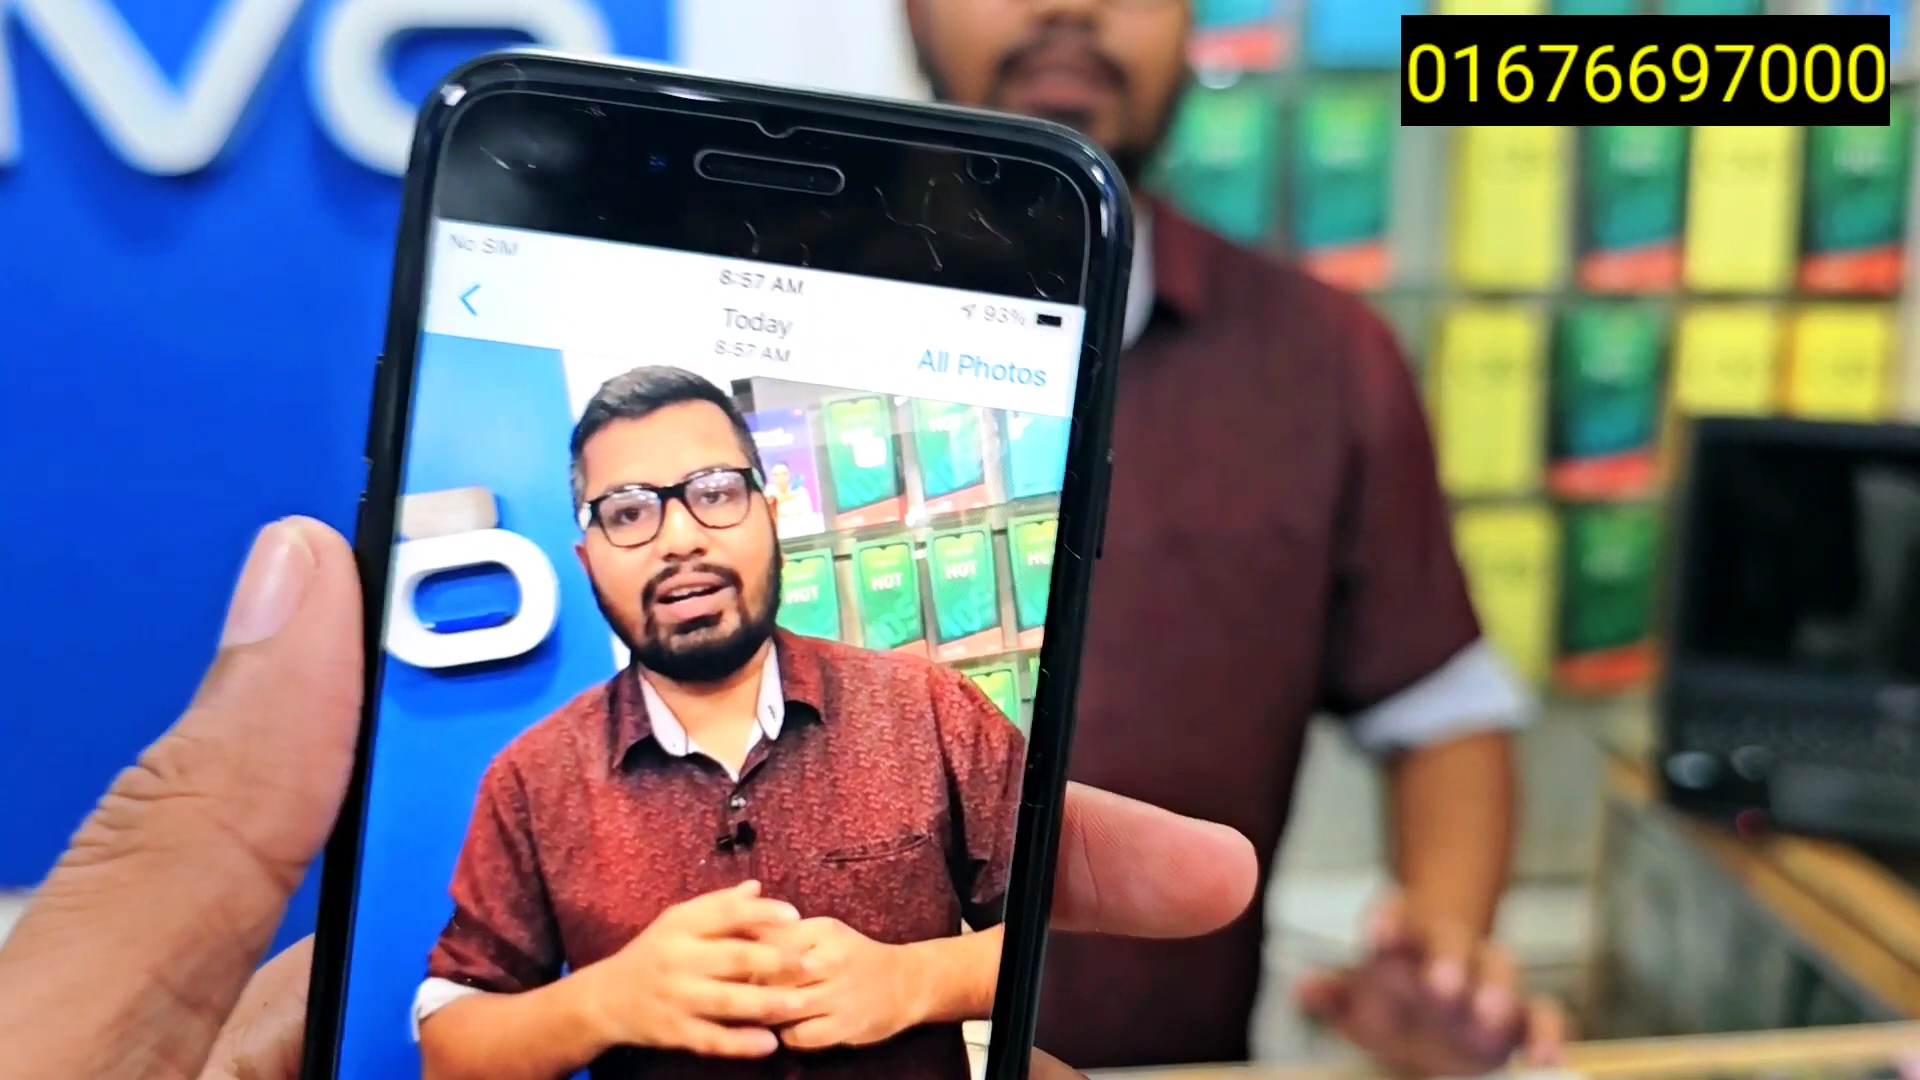 01676697000
No SIM
8:57 AM
93%
Today
8:57 AM
All Photos
HOT
HOT
HOT